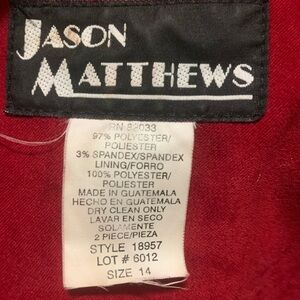 JASON
MATTHEWS
RN 82033
97% POLYESTER/
POLIESTER
3% SPANDEX/SPANDEX
LINING/FORRO
100% POLYESTER/
POLIESTER
MADE IN GUATEMALA
HECHO EN GUATEMALA
DRY CLEAN ONLY
LAVAR EN SECO
SOLAMENTE
2 PIECE/PIEZA
STYLE 18957
LOT # 6012
SIZE 14